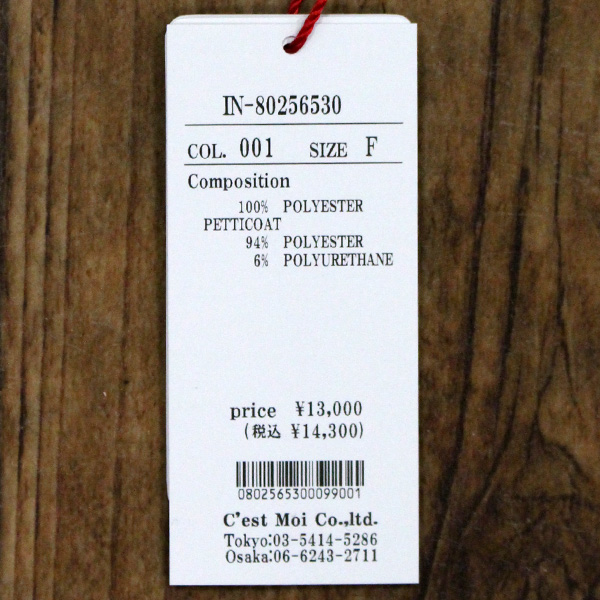 IN-80256530
COL. 001 SIZE F
Composition
100% POLYESTER
PETTICOAT
94% POLYESTER
6% POLYURETHANE
price ¥13,000
(税込 ¥14,300)
0802565300099001
C'est Moi Co.,ltd.
Tokyo:03-5414-5286
Osaka:06-6243-2711